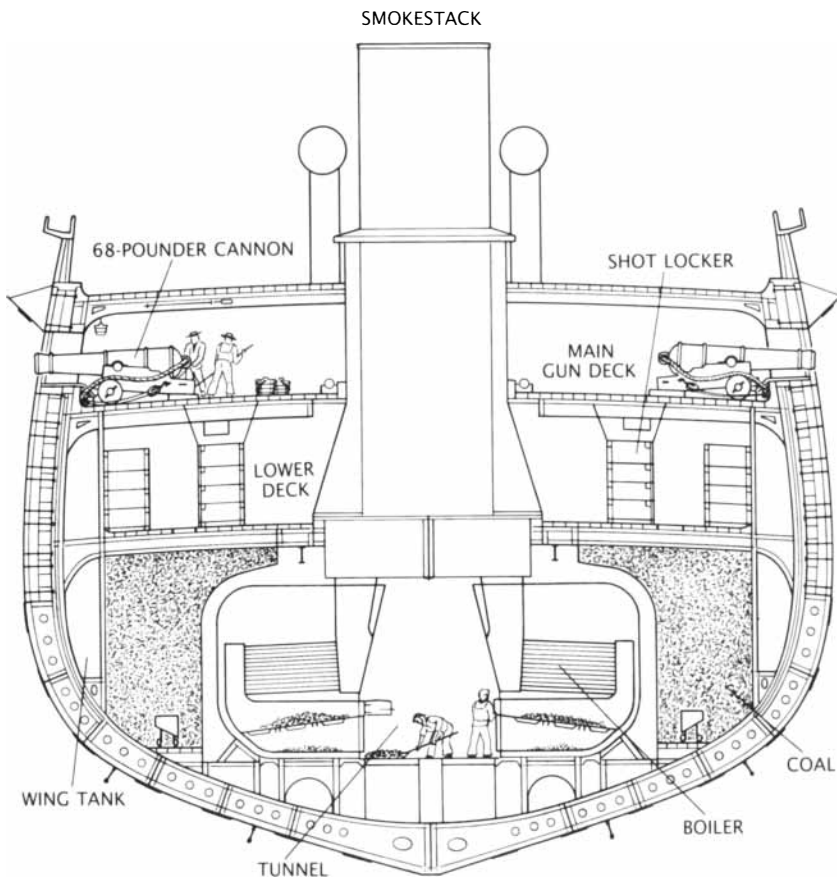 SMOKESTACK
68-POUNDER CANNON
SHOT LOCKER
MAIN
GUN DECK
LOWER
DECK
COAL
WING TANK
BOILER
TUNNEL